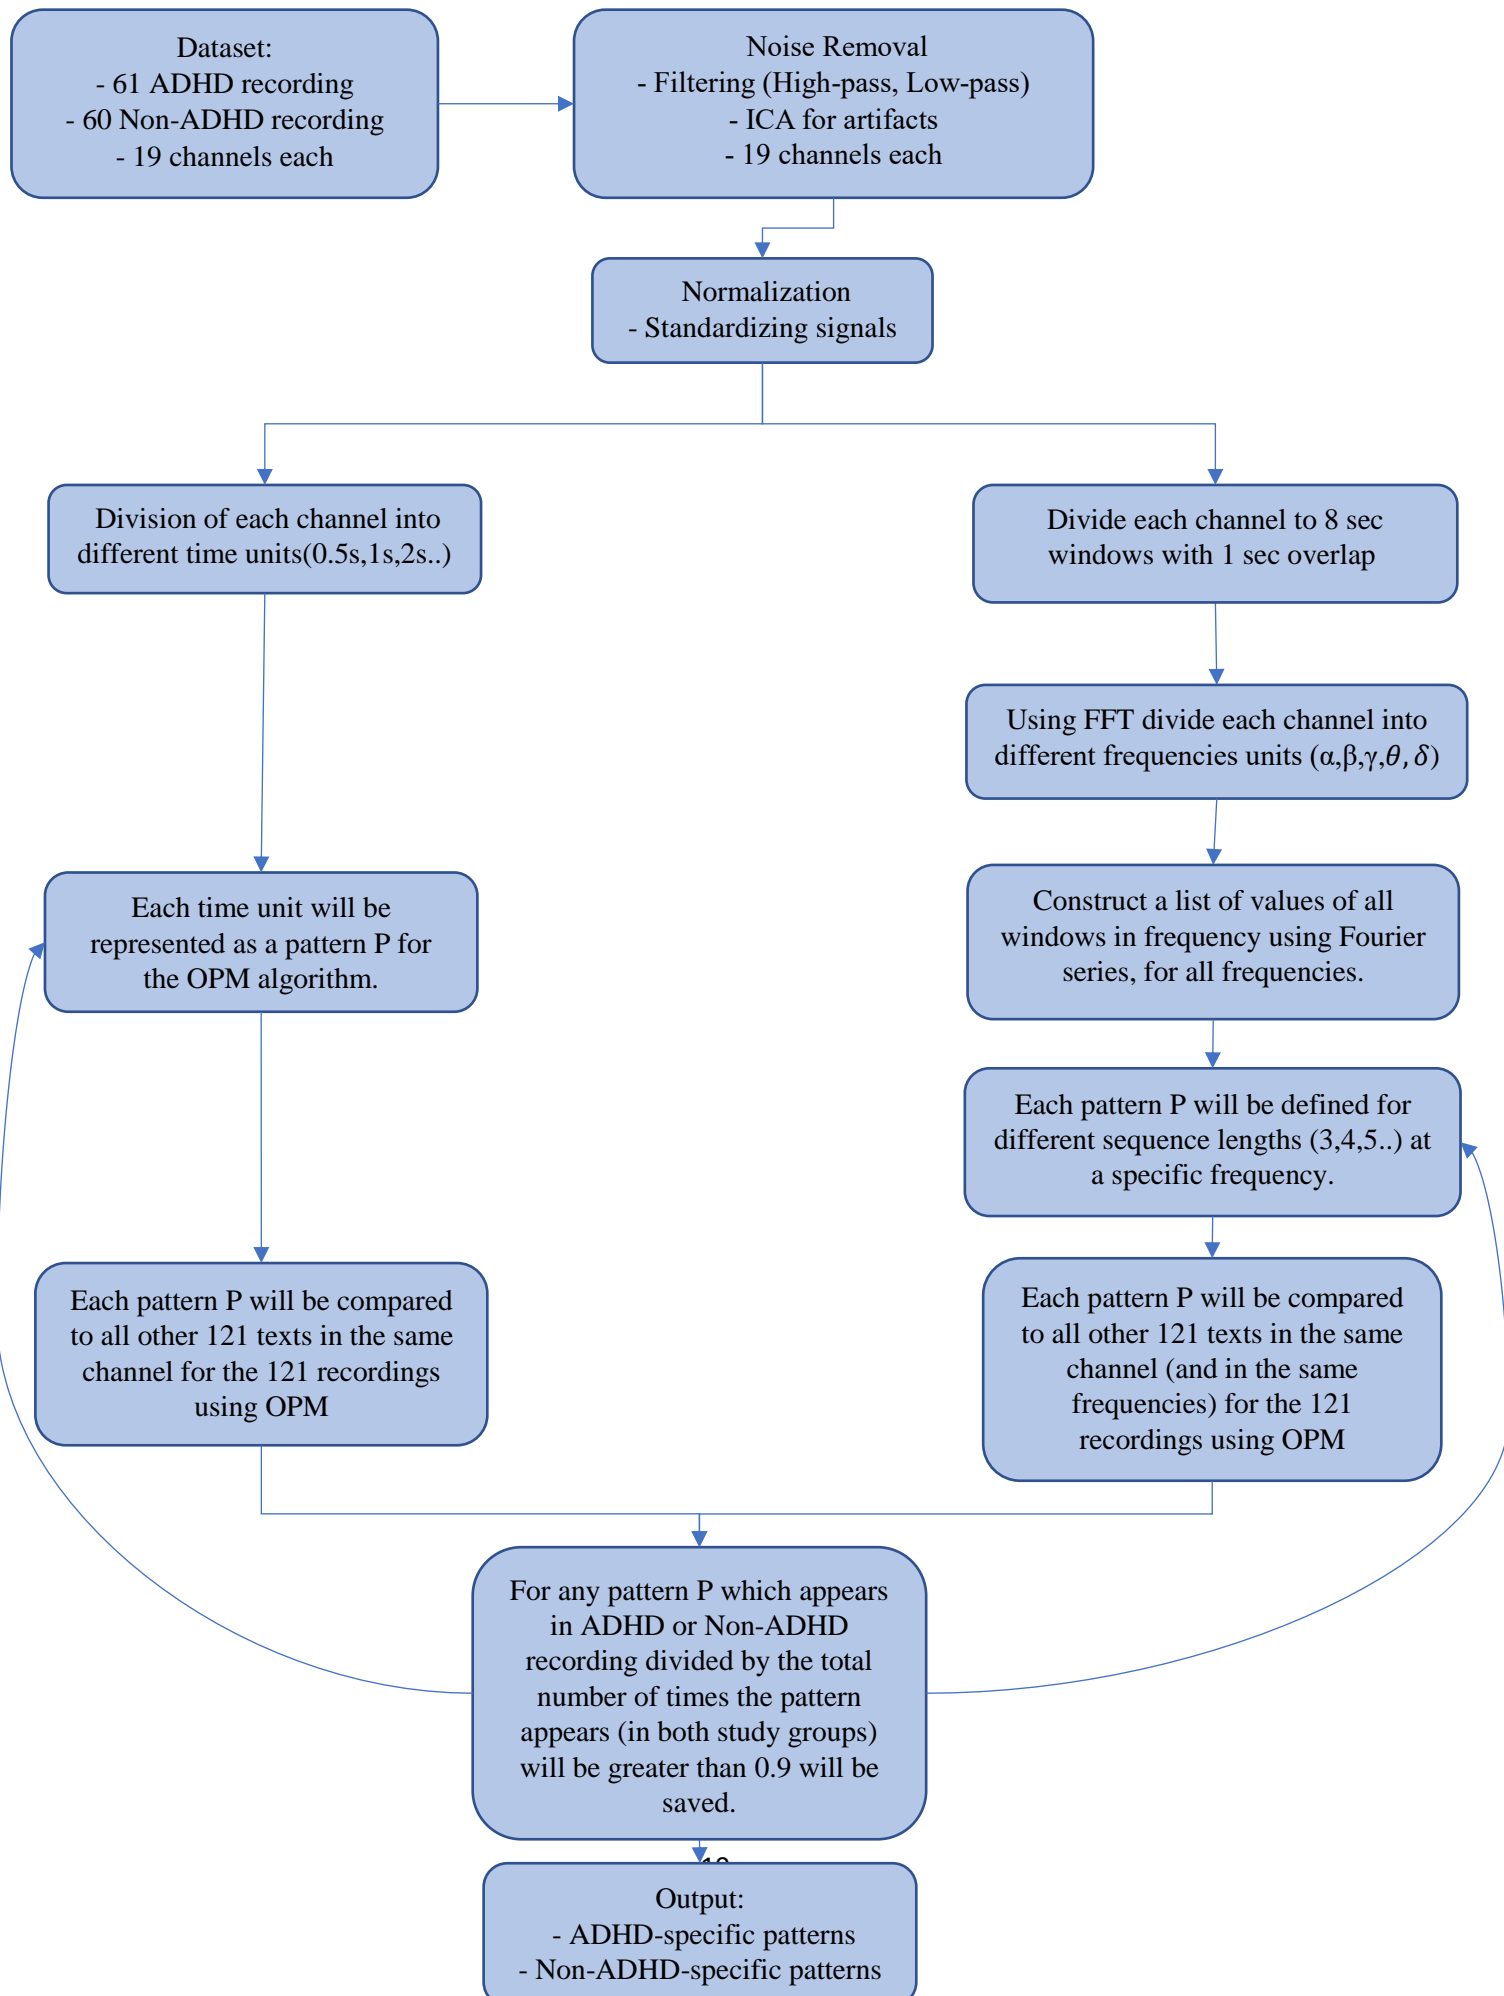 Dataset:
- 61 ADHD recording
- 60 Non-ADHD recording
- 19 channels each
Noise Removal
- Filtering (High-pass, Low-pass)
- ICA for artifacts
- 19 channels each
Normalization
- Standardizing signals
Division of each channel into
different time units(0.5s,1s,2s..)
Divide each channel to 8 sec
windows with 1 sec overlap
Using FFT divide each channel into
different frequencies units (α,β,γ,θ,δ)
Each time unit will be
represented as a pattern P for
the OPM algorithm.
Construct a list of values of all
windows in frequency using Fourier
series, for all frequencies.
Each pattern P will be defined for
different sequence lengths (3,4,5..) at
a specific frequency.
Each pattern P will be compared
to all other 121 texts in the same
channel for the 121 recordings
using OPM
Each pattern P will be compared
to all other 121 texts in the same
channel (and in the same
frequencies) for the 121
recordings using OPM
For any pattern P which appears
in ADHD or Non-ADHD
recording divided by the total
number of times the pattern
appears (in both study groups)
will be greater than 0.9 will be
saved.
Output:
- ADHD-specific patterns
- Non-ADHD-specific patterns